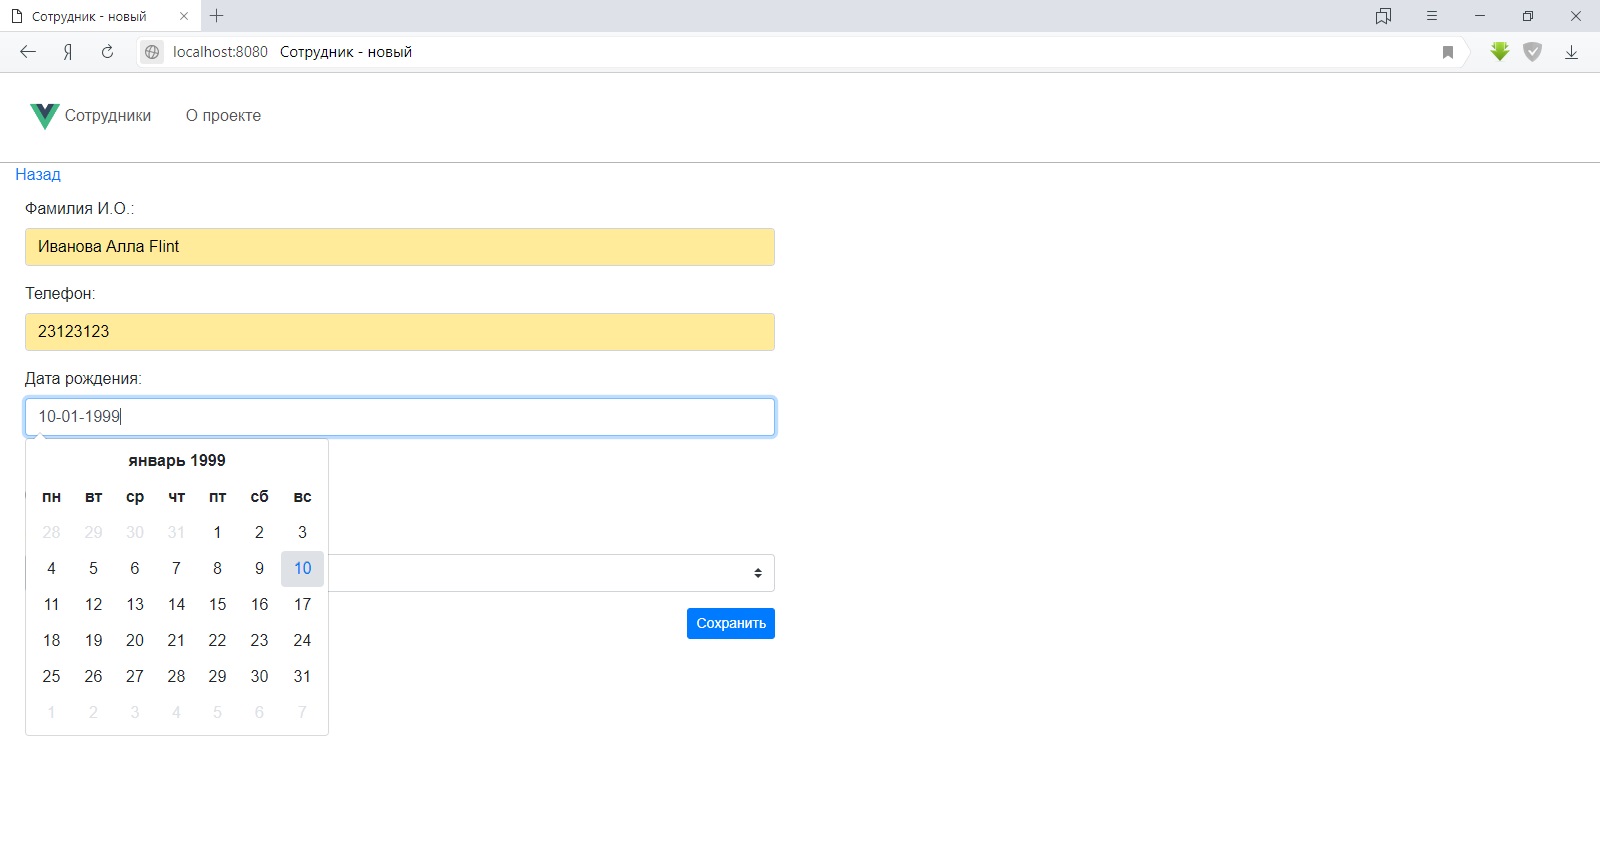 Сотрудник - новый
localhost:8080 Сотрудник - новый
Сотрудники О проекте
Назад
Фамилия И.О.:
Иванова Алла Flint
Телефон:
23123123
Дата рождения:
10-01-1999
январь 1999
пн вт ср чт пт сб вс
28 29 30 31 1 2 3
4 5 6 7 8 9 10
11 12 13 14 15 16 17
18 19 20 21 22 23 24
25 26 27 28 29 30 31
1 2 3 4 5 6 7
Сохранить